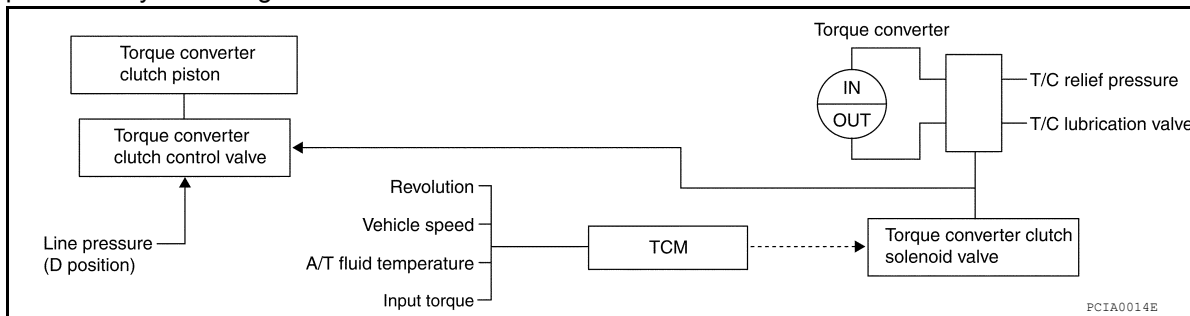 Torque converter
clutch piston
Torque converter
clutch control valve
Line pressure
(D position)
Revolution
Vehicle speed
A/T fluid temperature
Input torque
TCM
Torque converter
IN
OUT
T/C relief pressure
T/C lubrication valve
Torque converter clutch
solenoid valve
PCIA0014E